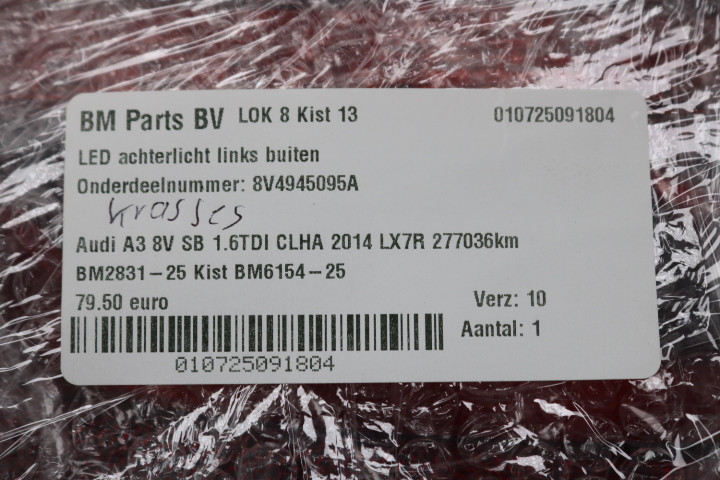 BM Parts BV LOK 8 Kist 13 010725091804
LED achterlicht links buiten
Onderdeelnummer: 8V4945095A
krasjes
Audi A3 8V SB 1.6TDI CLHA 2014 LX7R 277036km
BM2831-25 Kist BM6154-25
79.50 euro Verz: 10
Aantal: 1
010725091804